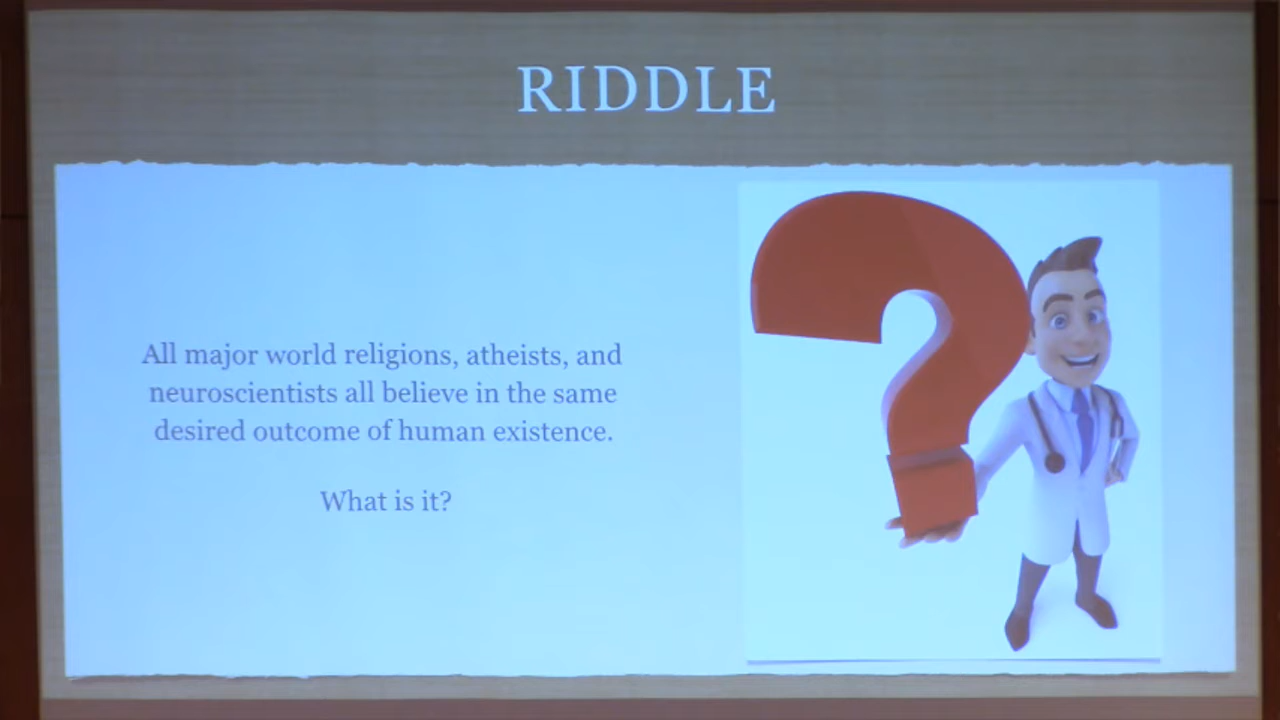 RIDDLE
All major world religions, atheists, and
neuroscientists all believe in the same
desired outcome of human existence.
What is it?